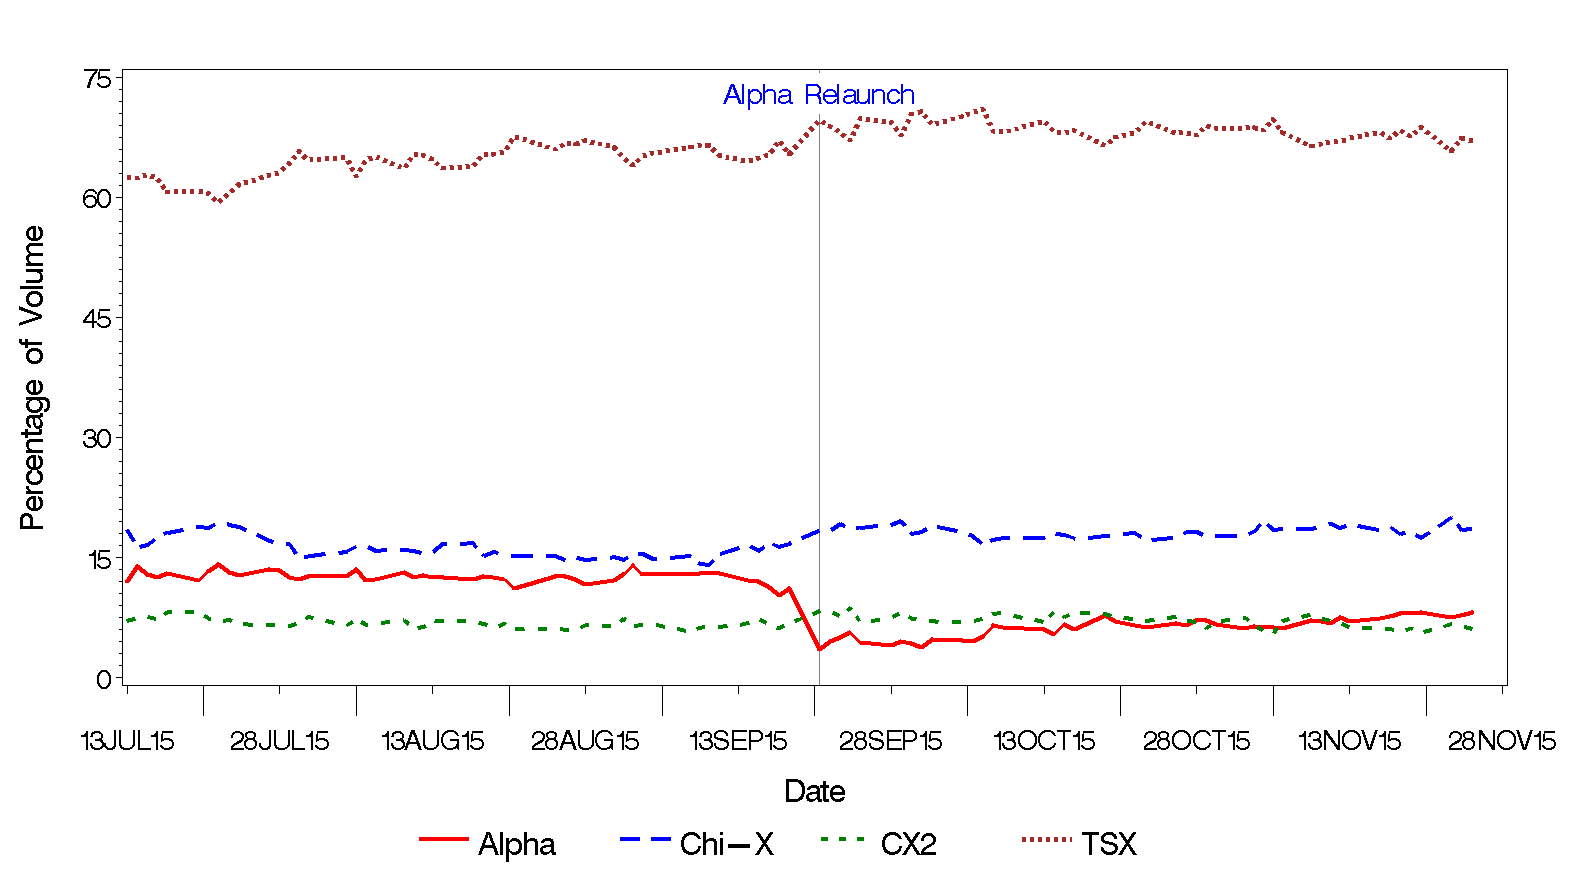 Alpha Relaunch
75
60
45
30
15
0
Percentage of Volume
13JUL15 28JUL15 13AUG15 28AUG15 13SEP15 28SEP15 13OCT15 28OCT15 13NOV15 28NOV15
Date
Alpha Chi-X CX2 TSX